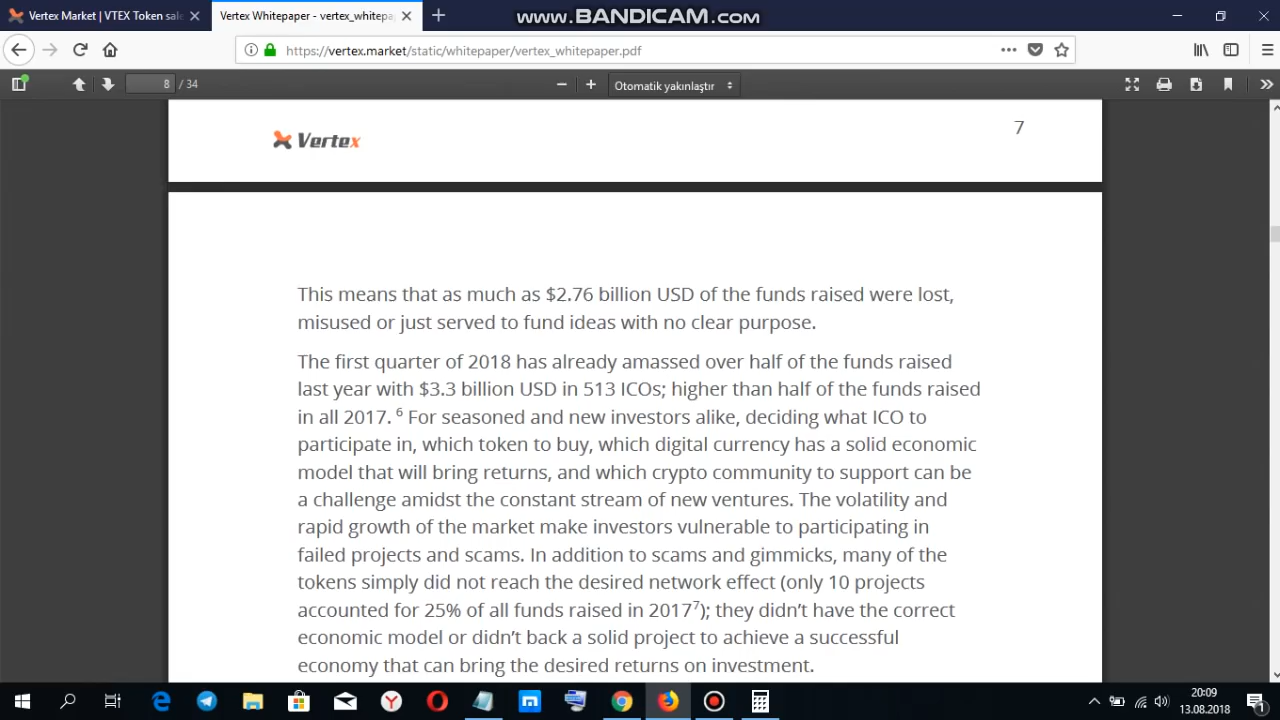 Vertex Market | VTEX Token sale
Vertex Whitepaper - vertex_whitepa
www.BANDICAM.com
https://vertex.market/static/whitepaper/vertex_whitepaper.pdf
8 / 34
Otomatik yakınlaştır
Vertex
7
This means that as much as $2.76 billion USD of the funds raised were lost,
misused or just served to fund ideas with no clear purpose.
The first quarter of 2018 has already amassed over half of the funds raised
last year with $3.3 billion USD in 513 ICOs; higher than half of the funds raised
in all 2017. 6 For seasoned and new investors alike, deciding what ICO to
participate in, which token to buy, which digital currency has a solid economic
model that will bring returns, and which crypto community to support can be
a challenge amidst the constant stream of new ventures. The volatility and
rapid growth of the market make investors vulnerable to participating in
failed projects and scams. In addition to scams and gimmicks, many of the
tokens simply did not reach the desired network effect (only 10 projects
accounted for 25% of all funds raised in 20177); they didn’t have the correct
economic model or didn’t back a solid project to achieve a successful
economy that can bring the desired returns on investment.
20:09
13.08.2018